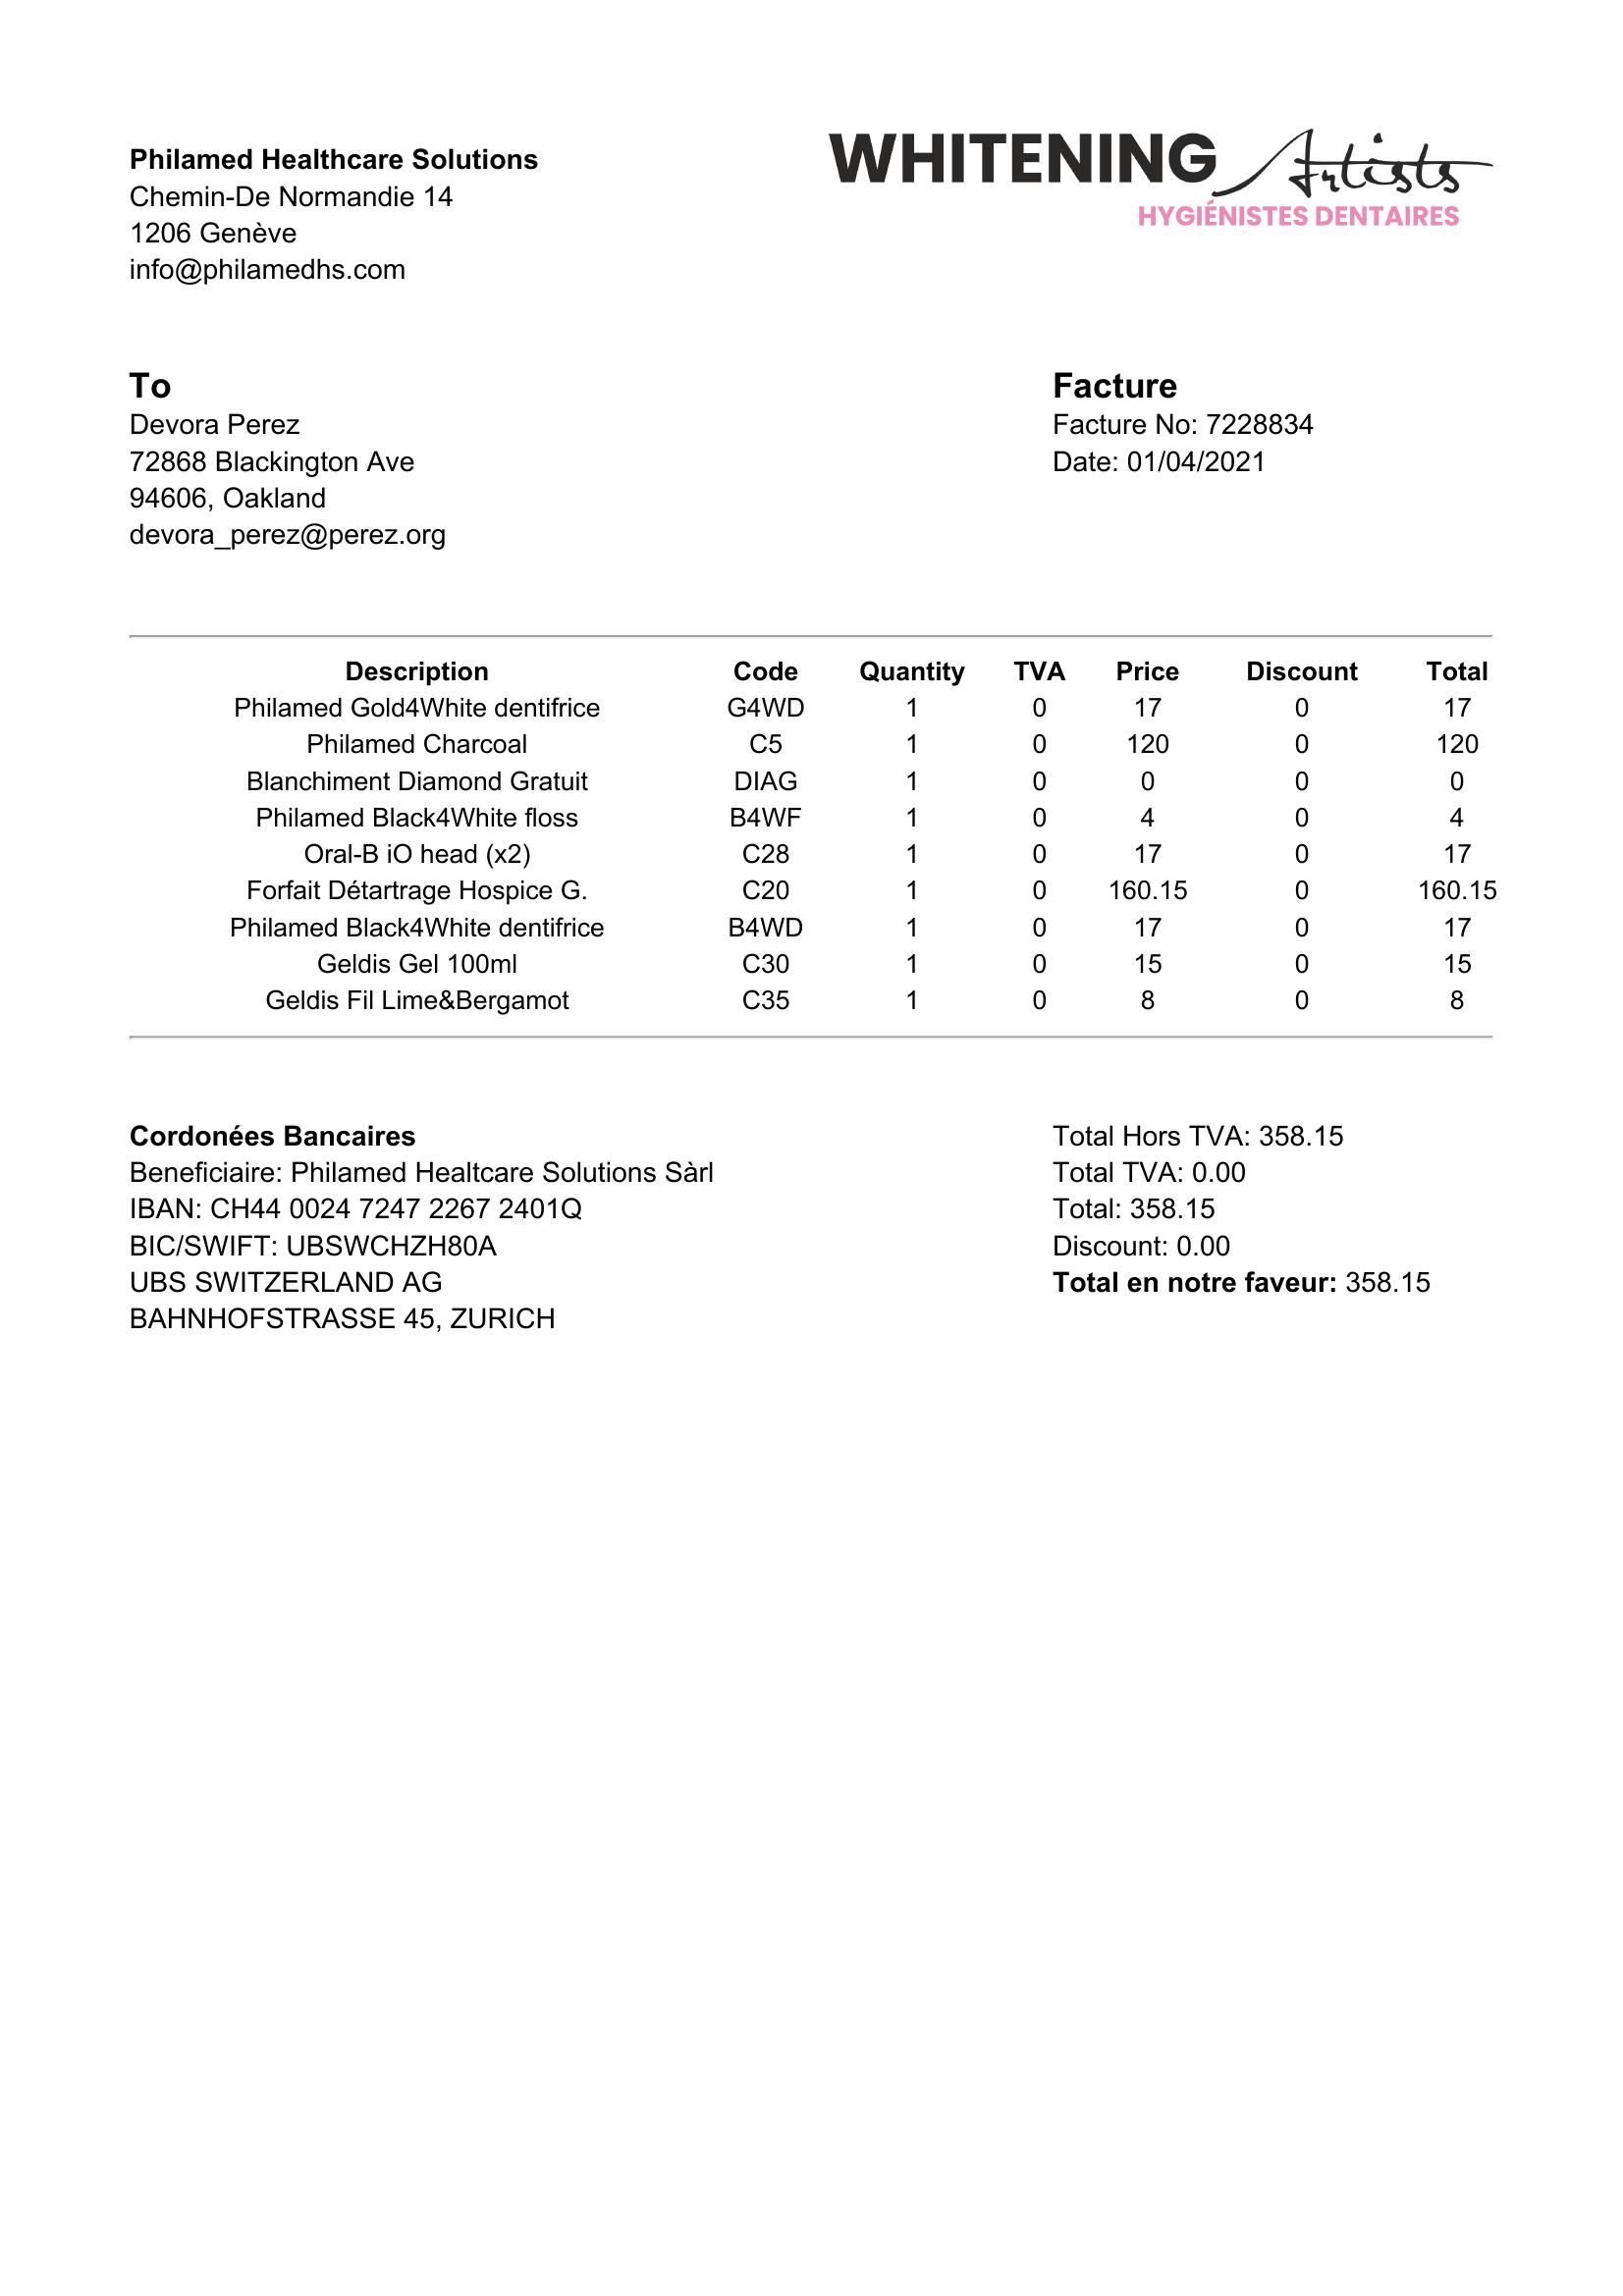 Philamed Healthcare Solutions
Chemin-De Normandie 14
1206 Genève
info@philamedhs.com
WHITENING Artists
HYGIÉNISTES DENTAIRES
To
Devora Perez
72868 Blackington Ave
94606, Oakland
devora_perez@perez.org
Facture
Facture No: 7228834
Date: 01/04/2021
Description Code Quantity TVA Price Discount Total
Philamed Gold4White dentifrice G4WD 1 0 17 0 17
Philamed Charcoal C5 1 0 120 0 120
Blanchiment Diamond Gratuit DIAG 1 0 0 0 0
Philamed Black4White floss B4WF 1 0 4 0 4
Oral-B iO head (x2) C28 1 0 17 0 17
Forfait Détartrage Hospice G. C20 1 0 160.15 0 160.15
Philamed Black4White dentifrice B4WD 1 0 17 0 17
Geldis Gel 100ml C30 1 0 15 0 15
Geldis Fil Lime&Bergamot C35 1 0 8 0 8
Cordonées Bancaires
Beneficiaire: Philamed Healtcare Solutions Sàrl
IBAN: CH44 0024 7247 2267 2401Q
BIC/SWIFT: UBSWCHZH80A
UBS SWITZERLAND AG
BAHNHOFSTRASSE 45, ZURICH
Total Hors TVA: 358.15
Total TVA: 0.00
Total: 358.15
Discount: 0.00
Total en notre faveur: 358.15